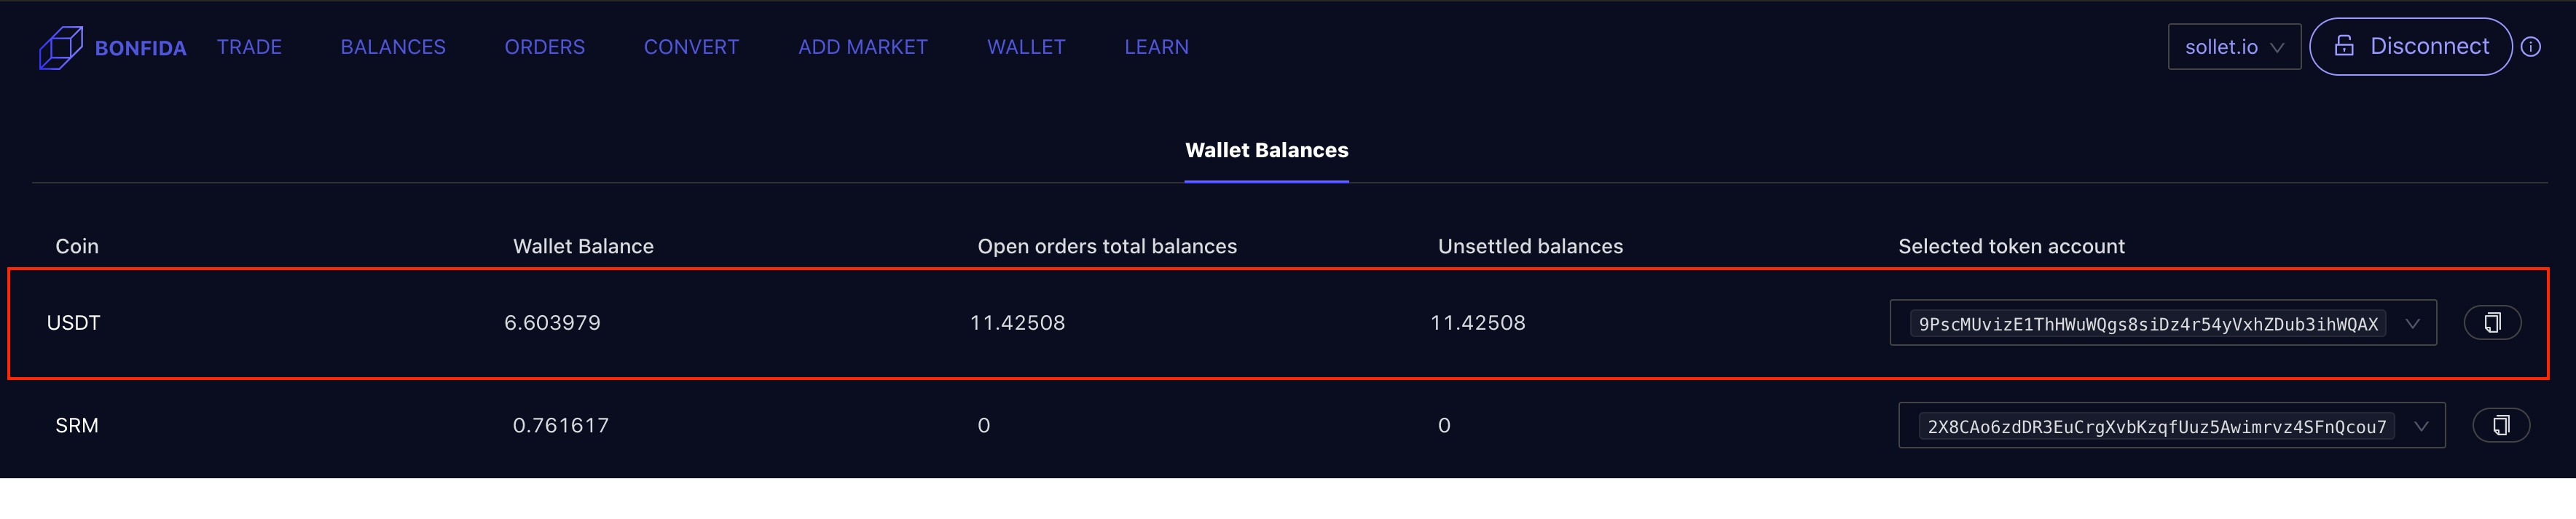 BONFIDA TRADE BALANCES ORDERS CONVERT ADD MARKET WALLET LEARN sollet.io Disconnect
Wallet Balances
Coin Wallet Balance Open orders total balances Unsettled balances Selected token account
USDT 6.603979 11.42508 11.42508 9PscMUvizE1ThHWuWQgs8siDz4r54yVxhZDub3ihWQAX
SRM 0.761617 0 0 2X8CAo6zdDR3EuCrgXvbKzqfUuz5Awimrvz4SFnQcou7